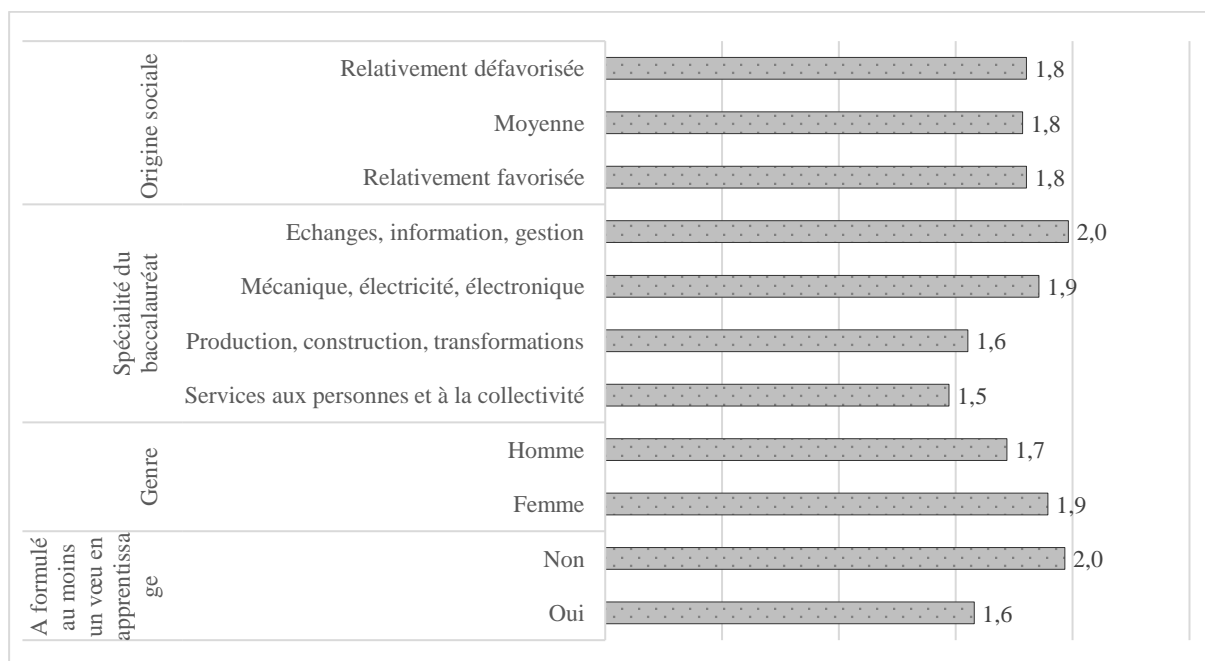 Origine sociale
Relativement défavorisée 1,8
Moyenne 1,8
Relativement favorisée 1,8
Spécialité du
baccalauréat
Echanges, information, gestion 2,0
Mécanique, électricité, électronique 1,9
Production, construction, transformations 1,6
Services aux personnes et à la collectivité 1,5
Genre
Homme 1,7
Femme 1,9
A formulé
au moins
un vœu en
apprentissa
ge
Non 2,0
Oui 1,6